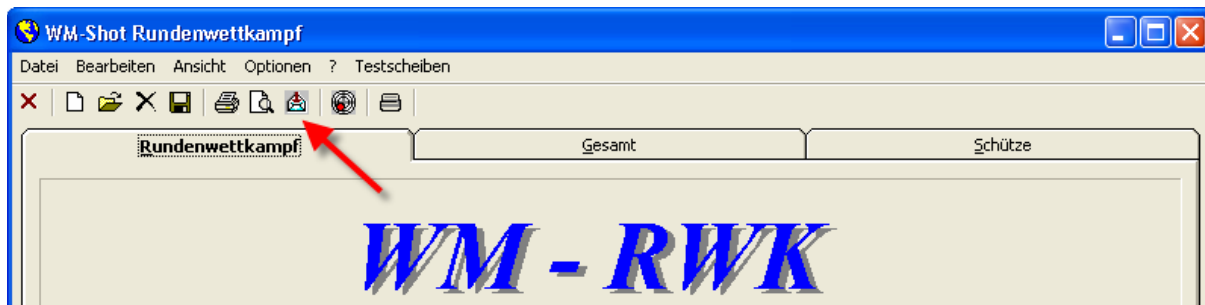 WM-Shot Rundenwettkampf
Datei Bearbeiten Ansicht Optionen ? Testscheiben
Rundenwettkampf Gesamt Schütze
WM - RWK